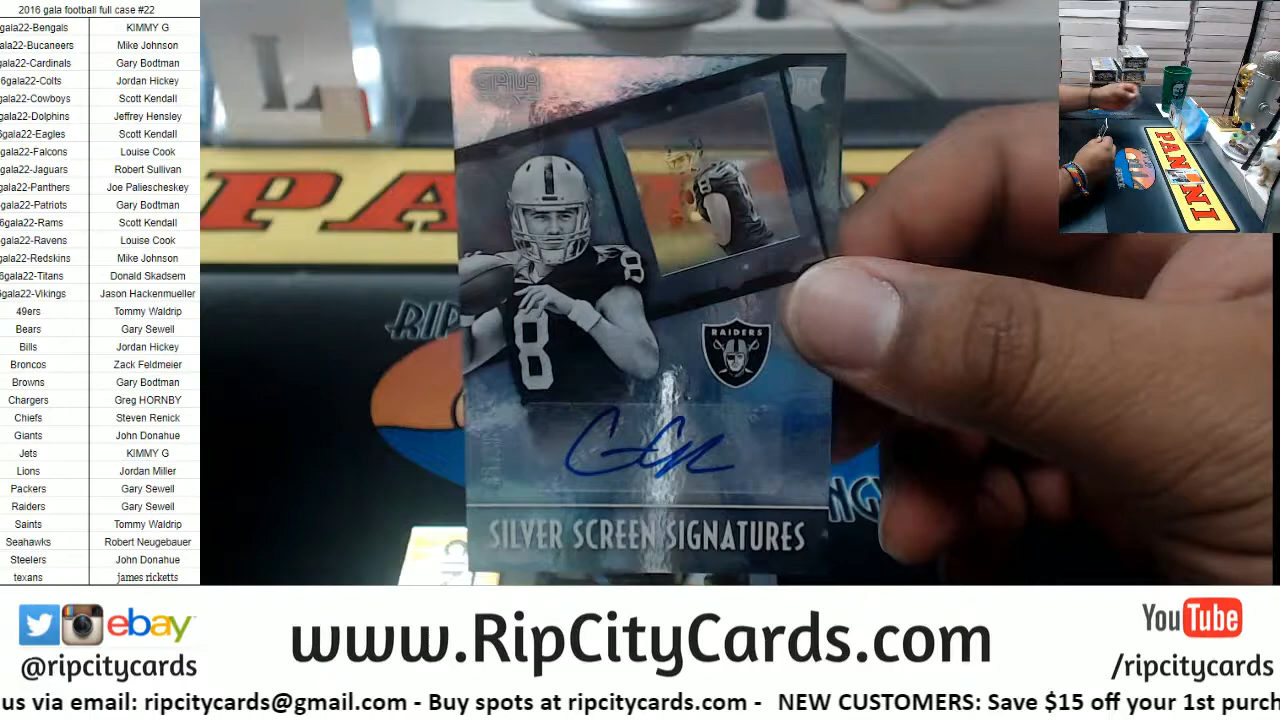 2016 gala football full case #22
gala22-Bengals KIMMY G
ala22-Bucaneers Mike Johnson
gala22-Cardinals Gary Bodtman
6gala22-Colts Jordan Hickey
gala22-Cowboys Scott Kendall
gala22-Dolphins Jeffrey Hensley
6gala22-Eagles Scott Kendall
gala22-Falcons Louise Cook
gala22-Jaguars Robert Sullivan
gala22-Panthers Joe Paliescheskey
gala22-Patriots Gary Bodtman
6gala22-Rams Scott Kendall
gala22-Ravens Louise Cook
gala22-Redskins Mike Johnson
6gala22-Titans Donald Skadsem
6gala22-Vikings Jason Hackenmueller
49ers Tommy Waldrip
Bears Gary Sewell
Bills Jordan Hickey
Broncos Zack Feldmeier
Browns Gary Bodtman
Chargers Greg HORNBY
Chiefs Steven Renick
Giants John Donahue
Jets KIMMY G
Lions Jordan Miller
Packers Gary Sewell
Raiders Gary Sewell
Saints Tommy Waldrip
Seahawks Robert Neugebauer
Steelers John Donahue
texans james ricketts
GALA
RC
8
8
8
RAIDERS
SILVER SCREEN SIGNATURES
PA
RIP
PANINI
ebay
@ripcitycards
www.RipCityCards.com
YouTube
/ripcitycards
us via email: ripcitycards@gmail.com - Buy spots at ripcitycards.com - NEW CUSTOMERS: Save $15 off your 1st purch